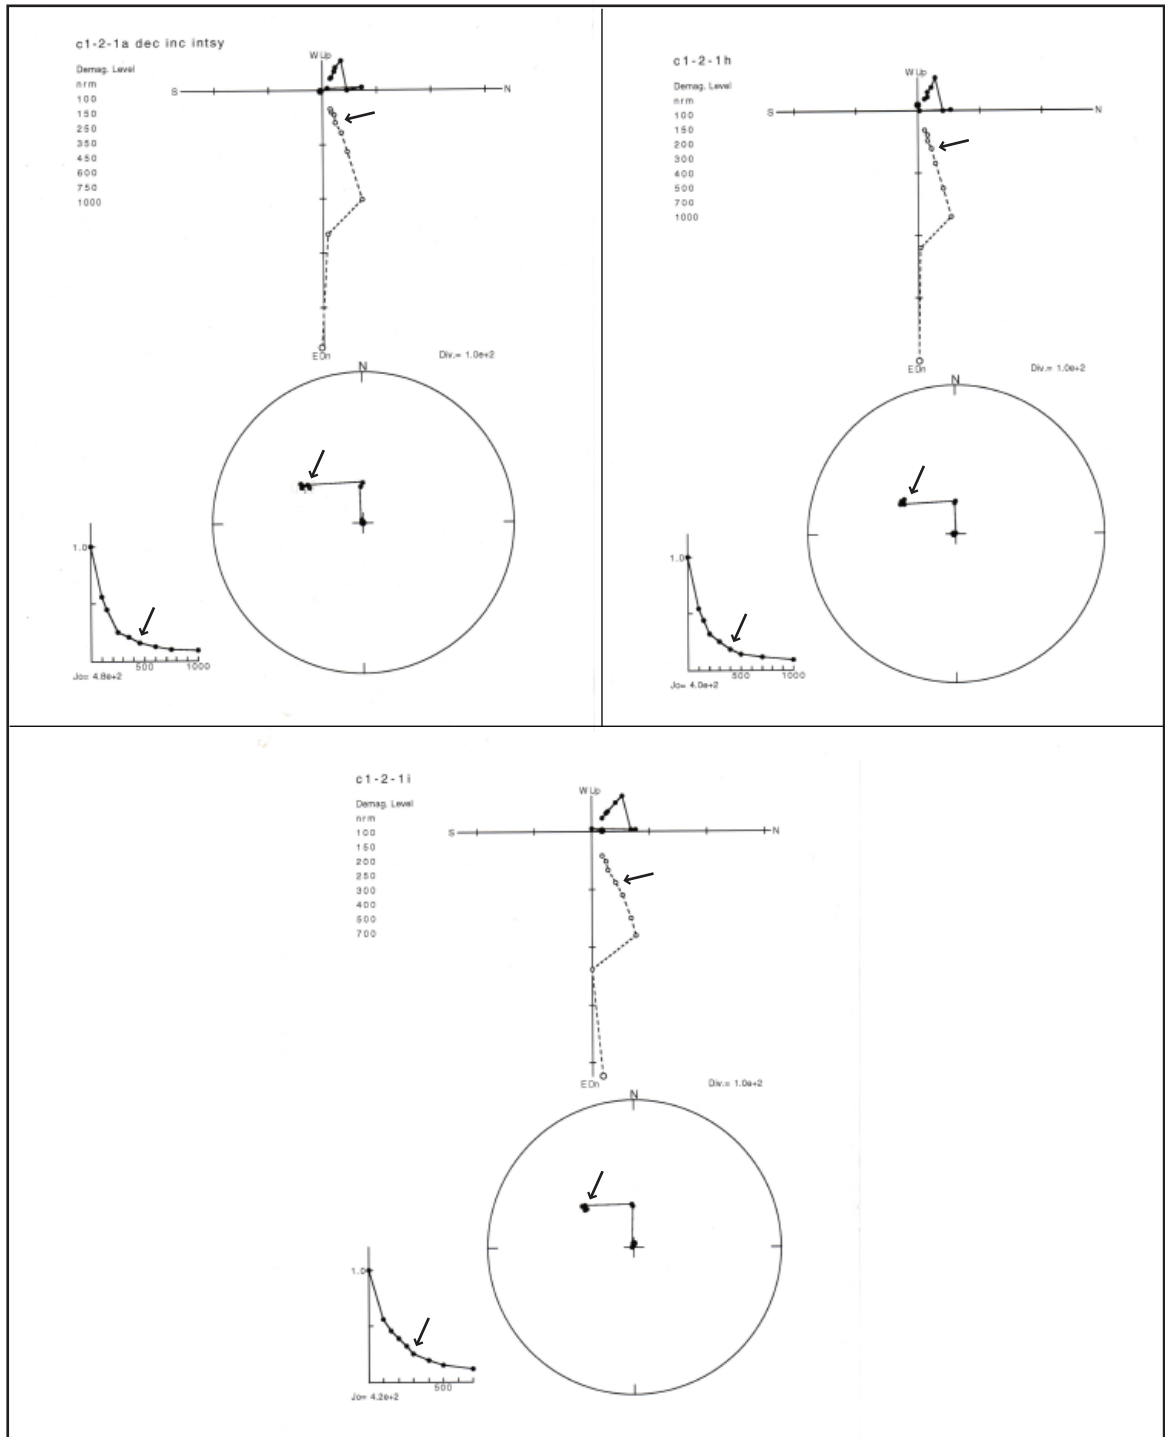 c1-2-1a dec inc intsy
Demag. Level
nrm
100
150
250
350
450
600
750
1000
W Up
S
N
E Dn
Div.= 1.0e+2
N
1.0
500
1000
Jo= 4.8e+2
c1-2-1h
Demag. Level
nrm
100
150
200
300
400
500
700
1000
W Up
S
N
E Dn
Div.= 1.0e+2
N
1.0
500
1000
Jo= 4.0e+2
c1-2-1i
Demag. Level
nrm
100
150
200
250
300
400
500
700
W Up
S
N
E Dn
Div.= 1.0e+2
N
1.0
500
Jo= 4.2e+2